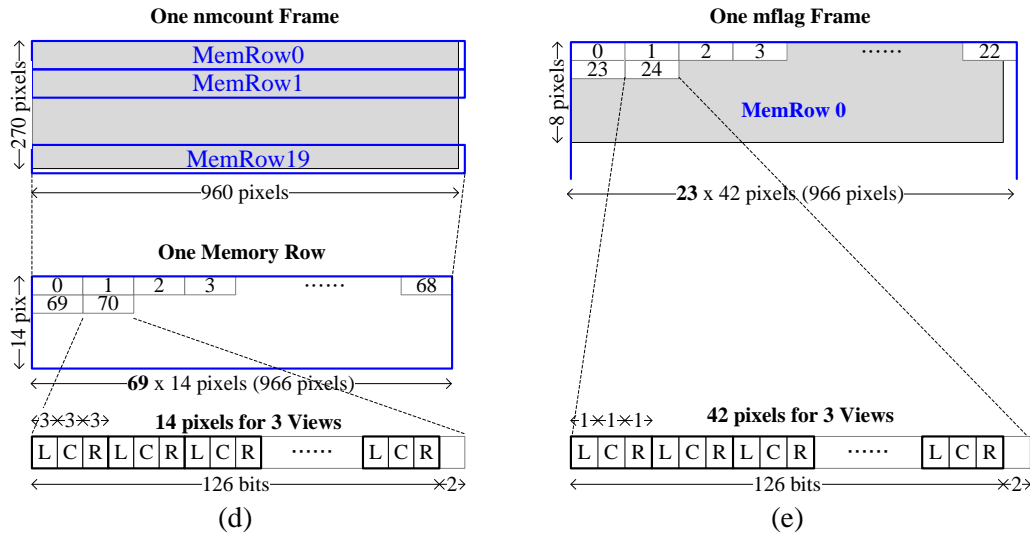 One nmcount Frame
MemRow0
MemRow1
MemRow19
270 pixels
960 pixels
One Memory Row
0 1 2 3 ...... 68
69 70
14 pix
69 x 14 pixels (966 pixels)
3 3 3
14 pixels for 3 Views
L C R L C R L C R ...... L C R
126 bits 2
(d)
One mflag Frame
0 1 2 3 ...... 22
23 24
8 pixels
MemRow 0
23 x 42 pixels (966 pixels)
1 1 1
42 pixels for 3 Views
L C R L C R L C R ...... L C R
126 bits 2
(e)